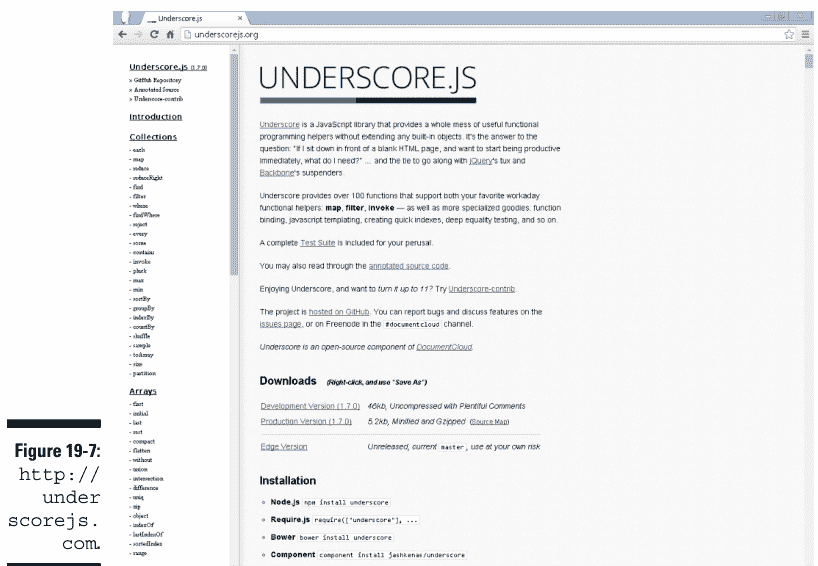 Underscore.js
underscorejs.org
Underscore.js (1.7.0)
» GitHub Repository
» Annotated Source
» Underscore-contrib
Introduction
Collections
- each
- map
- reduce
- reduceRight
- find
- filter
- where
- findWhere
- reject
- every
- some
- contains
- invoke
- pluck
- max
- min
- sortBy
- groupBy
- indexBy
- countBy
- shuffle
- sample
- toArray
- size
- partition
Arrays
- first
- initial
- last
- rest
- compact
- flatten
- without
- union
- intersection
- difference
- uniq
- zip
- object
- indexOf
- lastIndexOf
- sortedIndex
- range
UNDERSCORE.JS
Underscore is a JavaScript library that provides a whole mess of useful functional
programming helpers without extending any built-in objects. It's the answer to the
question: "If I sit down in front of a blank HTML page, and want to start being productive
immediately, what do I need?" ... and the tie to go along with jQuery's tux and
Backbone's suspenders.
Underscore provides over 100 functions that support both your favorite workaday
functional helpers: map, filter, invoke — as well as more specialized goodies: function
binding, javascript templating, creating quick indexes, deep equality testing, and so on.
A complete Test Suite is included for your perusal.
You may also read through the annotated source code.
Enjoying Underscore, and want to turn it up to 11? Try Underscore-contrib.
The project is hosted on GitHub. You can report bugs and discuss features on the
issues page, or on Freenode in the #documentcloud channel.
Underscore is an open-source component of DocumentCloud.
Downloads (Right-click, and use "Save As")
Development Version (1.7.0) 46kb, Uncompressed with Plentiful Comments
Production Version (1.7.0) 5.2kb, Minified and Gzipped (Source Map)
Edge Version Unreleased, current master, use at your own risk
Installation
Node.js npm install underscore
Require.js require(["underscore"], ...
Bower bower install underscore
Component component install jashkenas/underscore
Figure 19-7:
http://
under
scorejs.
com.